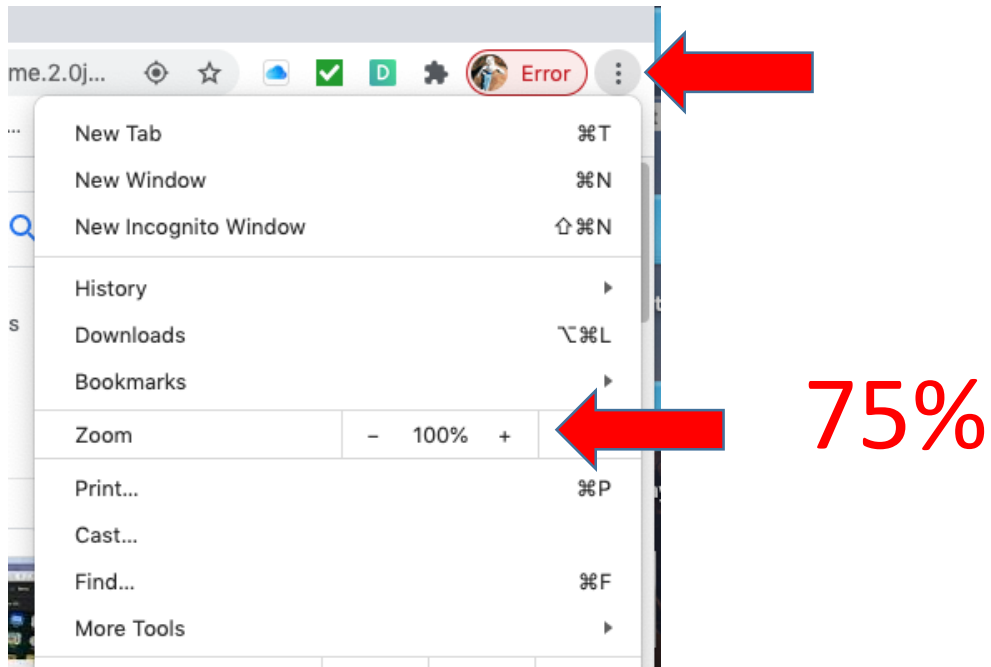 me.2.0j... D Error
...
New Tab ⌘T
New Window ⌘N
New Incognito Window ⇧⌘N
History
s
Downloads ⌥⌘L
Bookmarks
Zoom - 100% + 75%
Print... ⌘P
Cast...
Find... ⌘F
More Tools